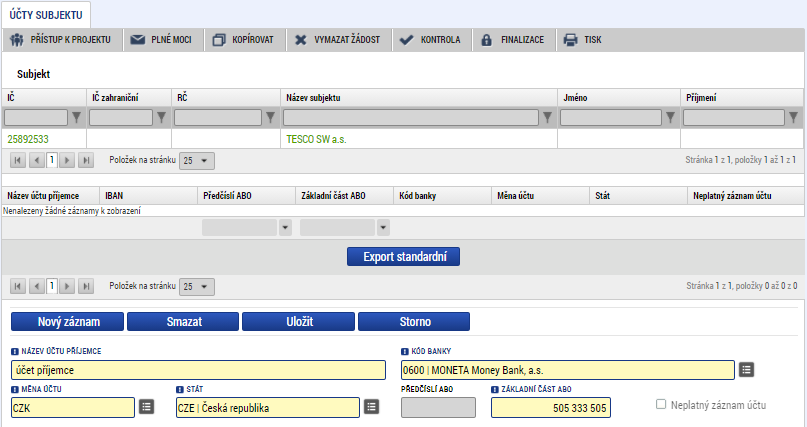 ÚČTY SUBJEKTU
PŘÍSTUP K PROJEKTU PLNÉ MOCI KOPÍROVAT VYMAZAT ŽÁDOST KONTROLA FINALIZACE TISK
Subjekt
IČ IČ zahraniční RČ Název subjektu Jméno Příjmení
25892533 TESCO SW a.s.
1 Položek na stránku 25 Stránka 1 z 1, položky 1 až 1 z 1
Název účtu příjemce IBAN Předčíslí ABO Základní část ABO Kód banky Měna účtu Stát Neplatný záznam účtu
Nenalezeny žádné záznamy k zobrazení
Export standardní
1 Položek na stránku 25 Stránka 1 z 1, položky 0 až 0 z 0
Nový záznam Smazat Uložit Storno
NÁZEV ÚČTU PŘÍJEMCE KÓD BANKY
účet příjemce 0600 | MONETA Money Bank, a.s.
MĚNA ÚČTU STÁT PŘEDČÍSLÍ ABO ZÁKLADNÍ ČÁST ABO
CZK CZE | Česká republika 505 333 505 Neplatný záznam účtu